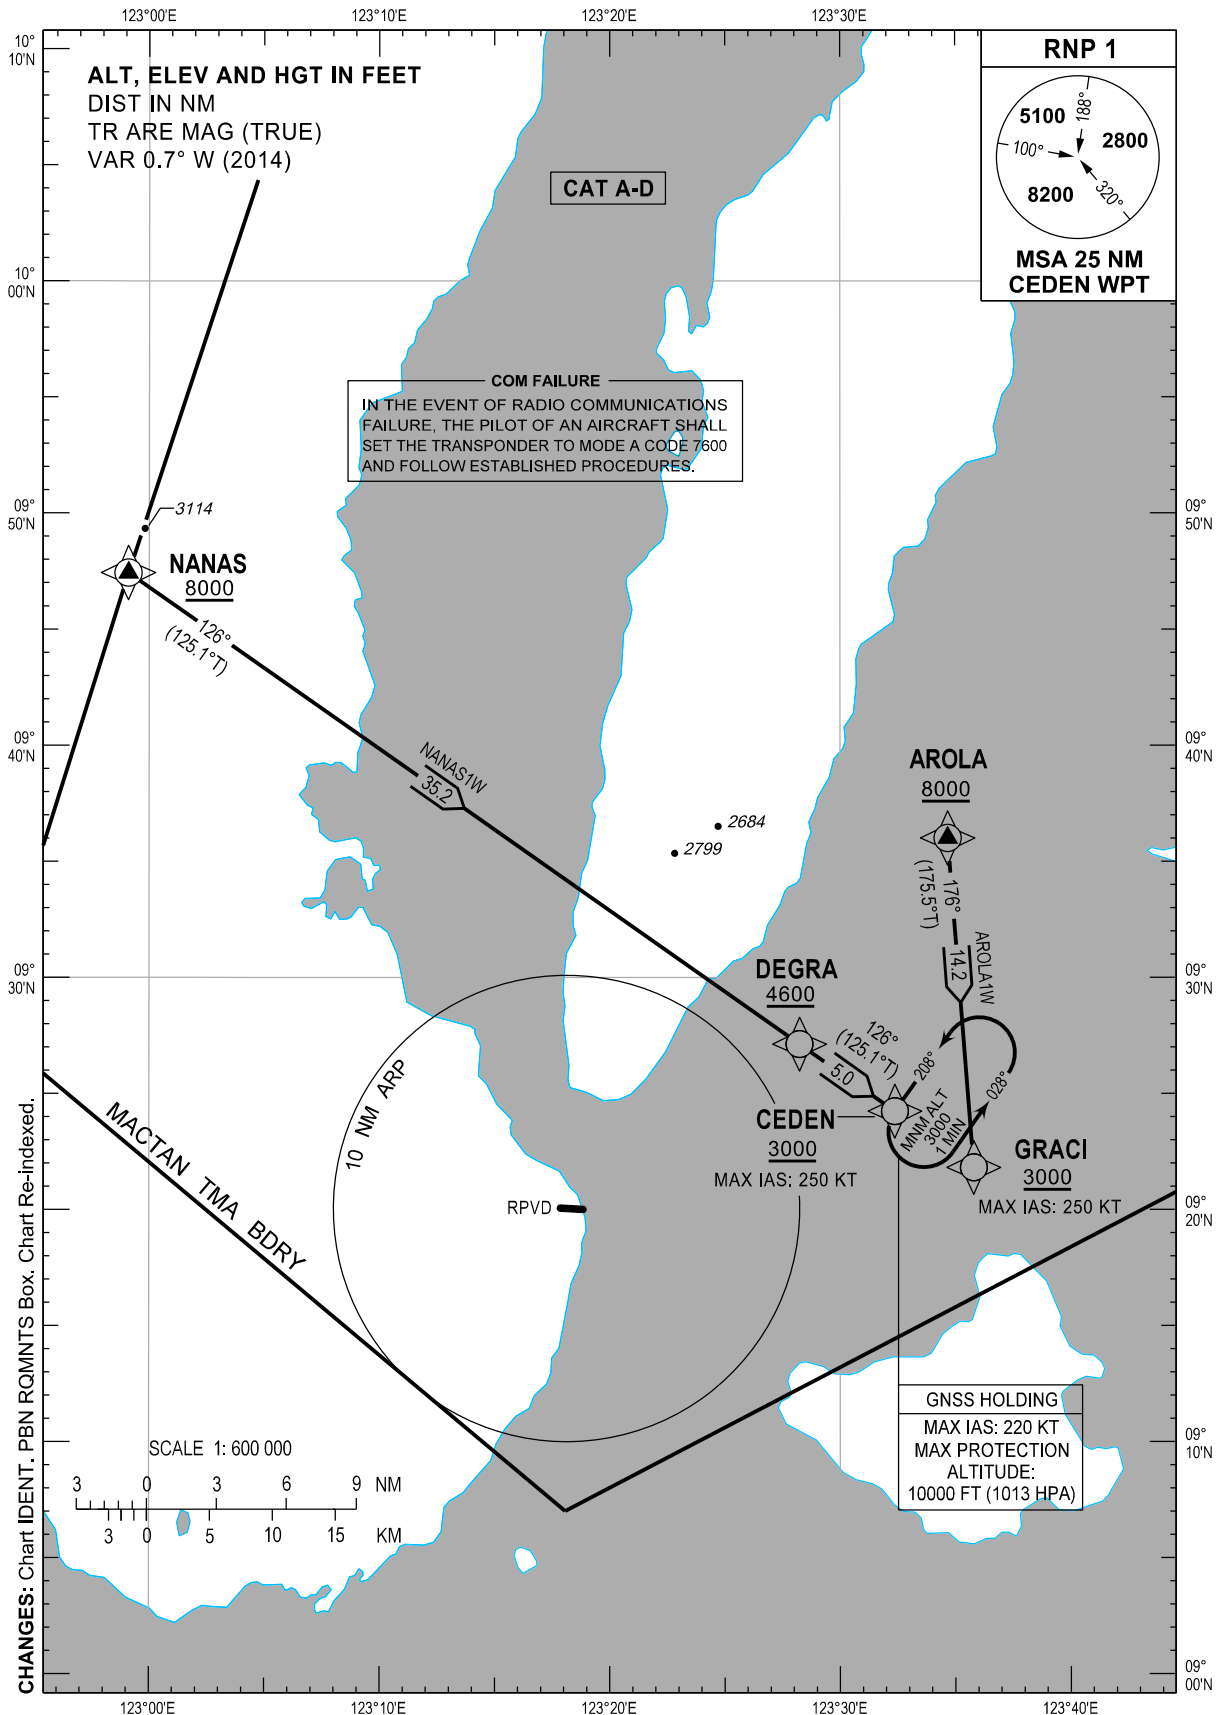 123°00'E
123°10'E
123°20'E
123°30'E
10°
10'N
ALT, ELEV AND HGT IN FEET
DIST IN NM
TR ARE MAG (TRUE)
VAR 0.7° W (2014)
CAT A-D
RNP 1
5100
188°
2800
100°
8200
320°
MSA 25 NM
CEDEN WPT
10°
00'N
COM FAILURE
IN THE EVENT OF RADIO COMMUNICATIONS
FAILURE, THE PILOT OF AN AIRCRAFT SHALL
SET THE TRANSPONDER TO MODE A CODE 7600
AND FOLLOW ESTABLISHED PROCEDURES.
09°
50'N
09°
50'N
3114
NANAS
8000
126°
(125.1°T)
09°
40'N
09°
40'N
NANAS1W
35.2
AROLA
8000
2684
2799
176°
(175.5°T)
14.2
AROLA1W
09°
30'N
09°
30'N
DEGRA
4600
126°
(125.1°T)
5.0
208°
028°
MNM ALT
3000
1 MIN
CEDEN
3000
MAX IAS: 250 KT
GRACI
3000
MAX IAS: 250 KT
10 NM ARP
RPVD
MACTAN TMA BDRY
09°
20'N
GNSS HOLDING
MAX IAS: 220 KT
MAX PROTECTION
ALTITUDE:
10000 FT (1013 HPA)
09°
10'N
SCALE 1: 600 000
3 0 3 6 9 NM
3 0 5 10 15 KM
09°
00'N
CHANGES: Chart IDENT. PBN RQMNTS Box. Chart Re-indexed.
123°00'E
123°10'E
123°20'E
123°30'E
123°40'E